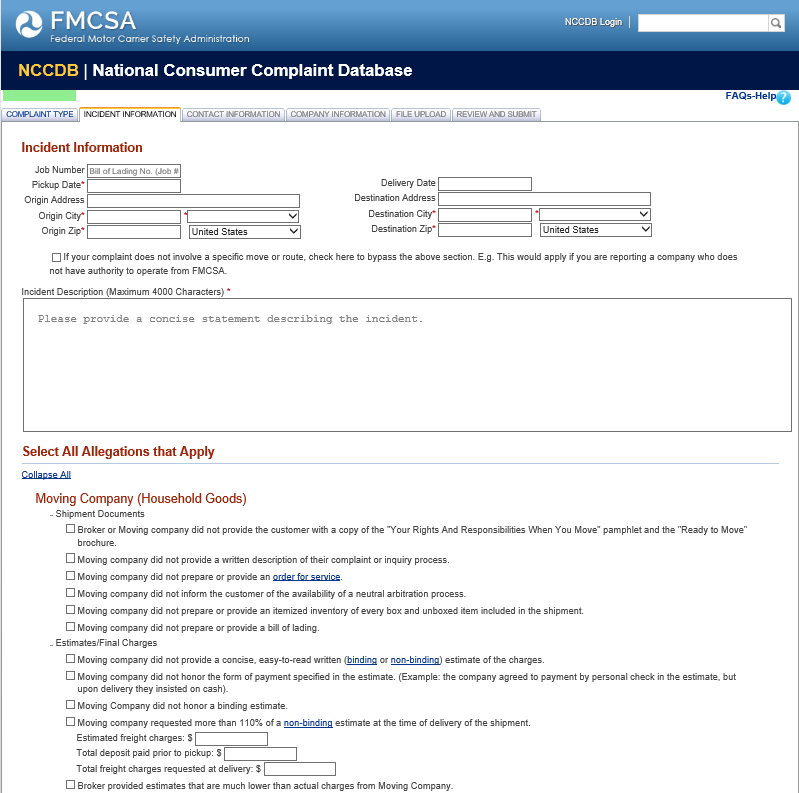 FMCSA
Federal Motor Carrier Safety Administration
NCCDB Login
NCCDB | National Consumer Complaint Database
FAQs-Help ?
COMPLAINT TYPE INCIDENT INFORMATION CONTACT INFORMATION COMPANY INFORMATION FILE UPLOAD REVIEW AND SUBMIT
Incident Information
Job Number Bill of Lading No. (Job #
Pickup Date* Delivery Date
Origin Address Destination Address
Origin City* * Destination City* *
Origin Zip* United States Destination Zip* United States
If your complaint does not involve a specific move or route, check here to bypass the above section. E.g. This would apply if you are reporting a company who does
not have authority to operate from FMCSA.
Incident Description (Maximum 4000 Characters) *
Please provide a concise statement describing the incident.
Select All Allegations that Apply
Collapse All
Moving Company (Household Goods)
- Shipment Documents
Broker or Moving company did not provide the customer with a copy of the "Your Rights And Responsibilities When You Move" pamphlet and the "Ready to Move"
brochure.
Moving company did not provide a written description of their complaint or inquiry process.
Moving company did not prepare or provide an order for service.
Moving company did not inform the customer of the availability of a neutral arbitration process.
Moving company did not prepare or provide an itemized inventory of every box and unboxed item included in the shipment.
Moving company did not prepare or provide a bill of lading.
- Estimates/Final Charges
Moving company did not provide a concise, easy-to-read written (binding or non-binding) estimate of the charges.
Moving company did not honor the form of payment specified in the estimate. (Example: the company agreed to payment by personal check in the estimate, but
upon delivery they insisted on cash).
Moving Company did not honor a binding estimate.
Moving company requested more than 110% of a non-binding estimate at the time of delivery of the shipment.
Estimated freight charges: $
Total deposit paid prior to pickup: $
Total freight charges requested at delivery: $
Broker provided estimates that are much lower than actual charges from Moving Company.